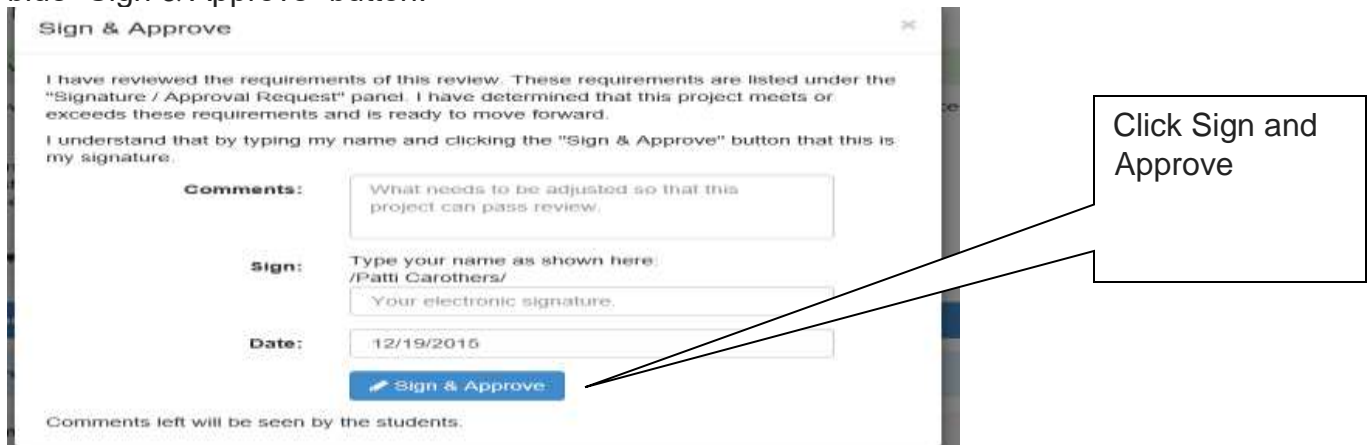 blue "Sign & Approve" button.
Sign & Approve
×
I have reviewed the requirements of this review. These requirements are listed under the
"Signature / Approval Request" panel. I have determined that this project meets or
exceeds these requirements and is ready to move forward.
I understand that by typing my name and clicking the "Sign & Approve" button that this is
my signature.
Comments:
What needs to be adjusted so that this
project can pass review.
Sign:
Type your name as shown here:
/Patti Carothers/
Your electronic signature.
Date:
12/19/2015
Sign & Approve
Comments left will be seen by the students.
Click Sign and
Approve